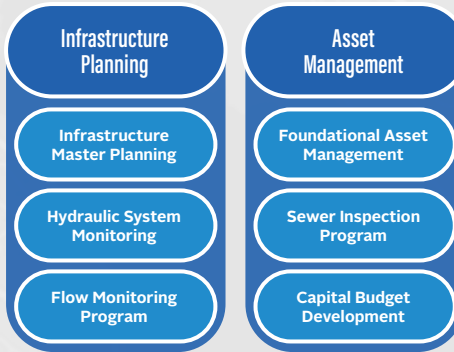 Infrastructure
Planning
Infrastructure
Master Planning
Hydraulic System
Monitoring
Flow Monitoring
Program
Asset
Management
Foundational Asset
Management
Sewer Inspection
Program
Capital Budget
Development